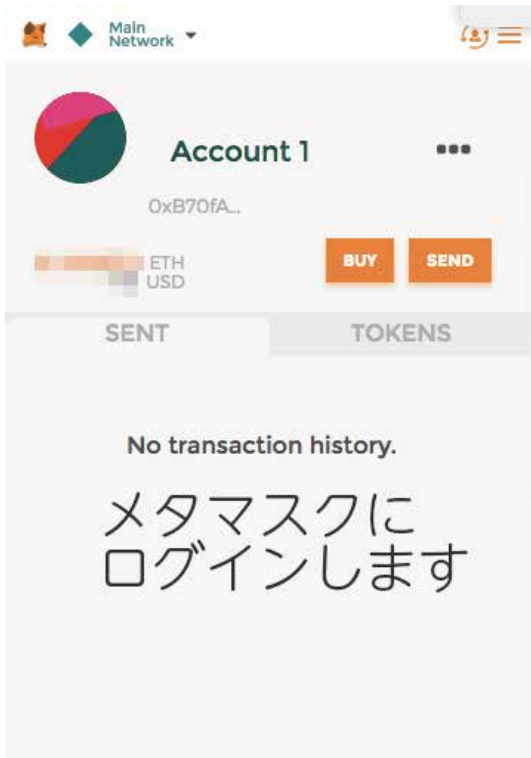 Main
Network
Account 1
0xB70fA...
ETH
USD
BUY
SEND
SENT
TOKENS
No transaction history.
メタマスクに
ログインします